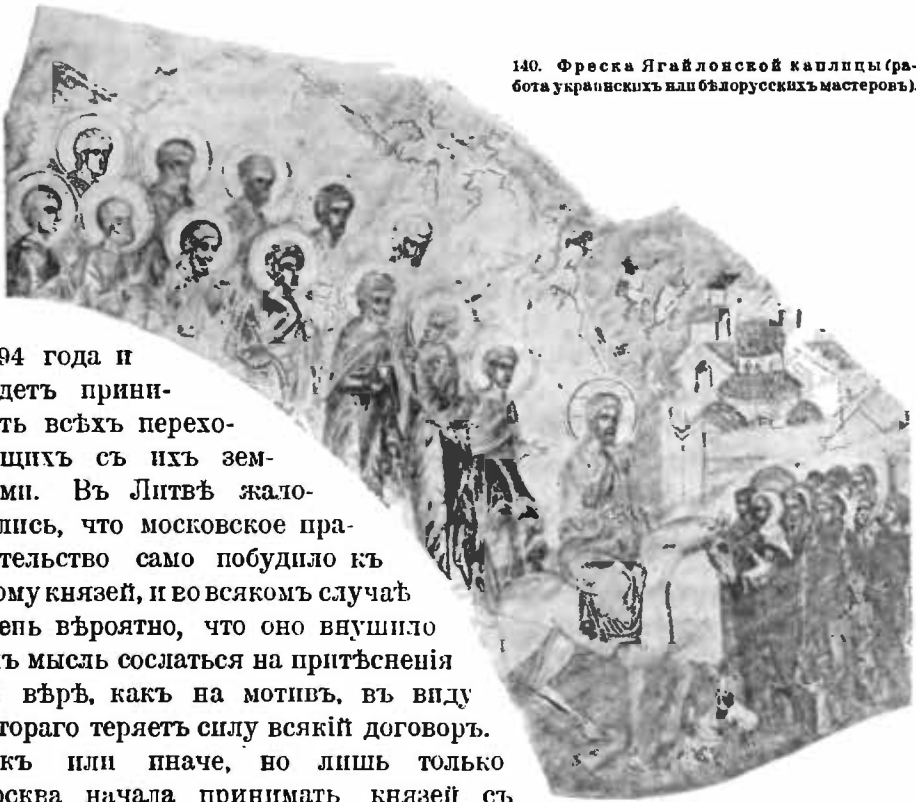 140. Фреска Ягайлонской каплицы (ра-
бота украинскихъ или бѣлорусскихъ мастеровъ).
94 года и
детъ прини-
ть всѣхъ перехо-
щихъ съ ихъ зем-
ми. Въ Литвѣ жало-
лись, что московское пра-
тельство само побудило къ
ому князей, и во всякомъ случаѣ
ень вѣроятно, что оно внушило
ъ мысль сослаться на притѣсненія
вѣрѣ, какъ на мотивъ, въ виду
тораго теряетъ силу всякій договоръ.
къ или иначе, но лишь только
осква начала принимать князей съ